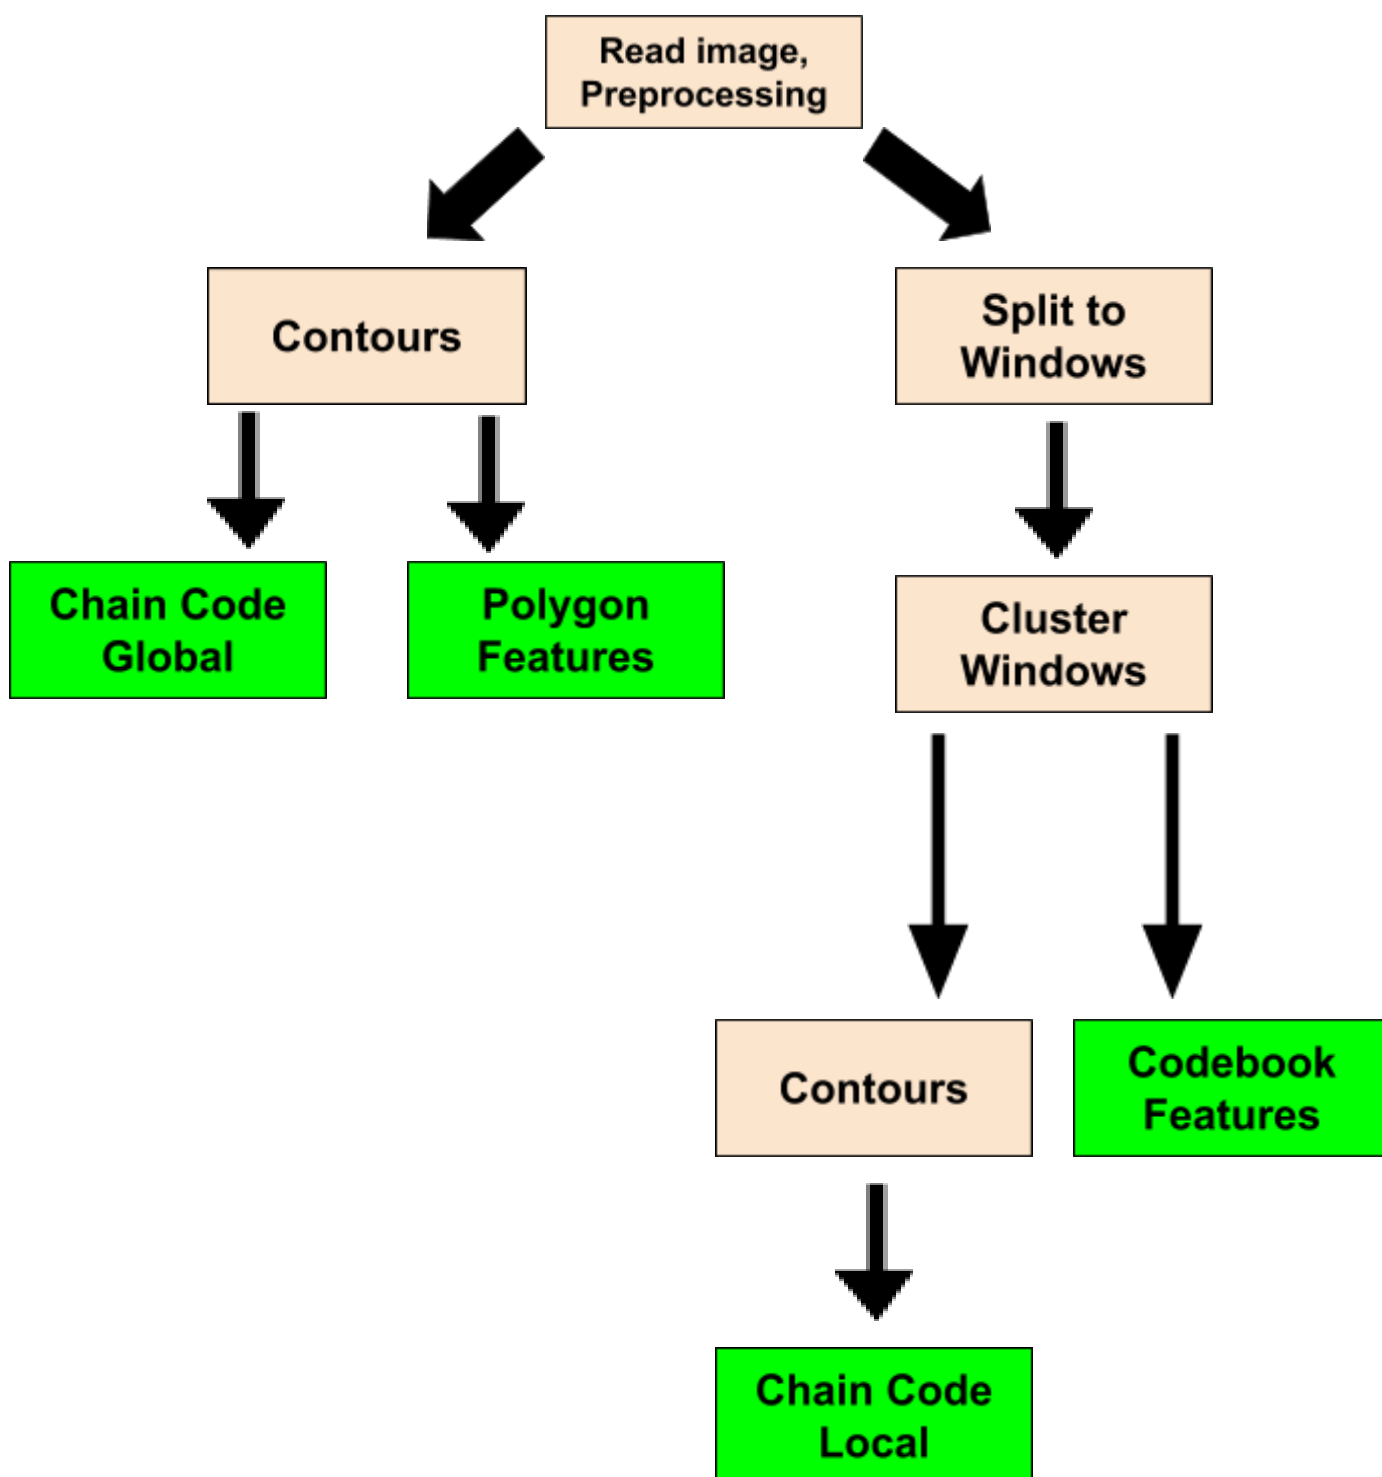 Read image,
Preprocessing
Contours
Split to
Windows
Chain Code
Global
Polygon
Features
Cluster
Windows
Contours
Codebook
Features
Chain Code
Local